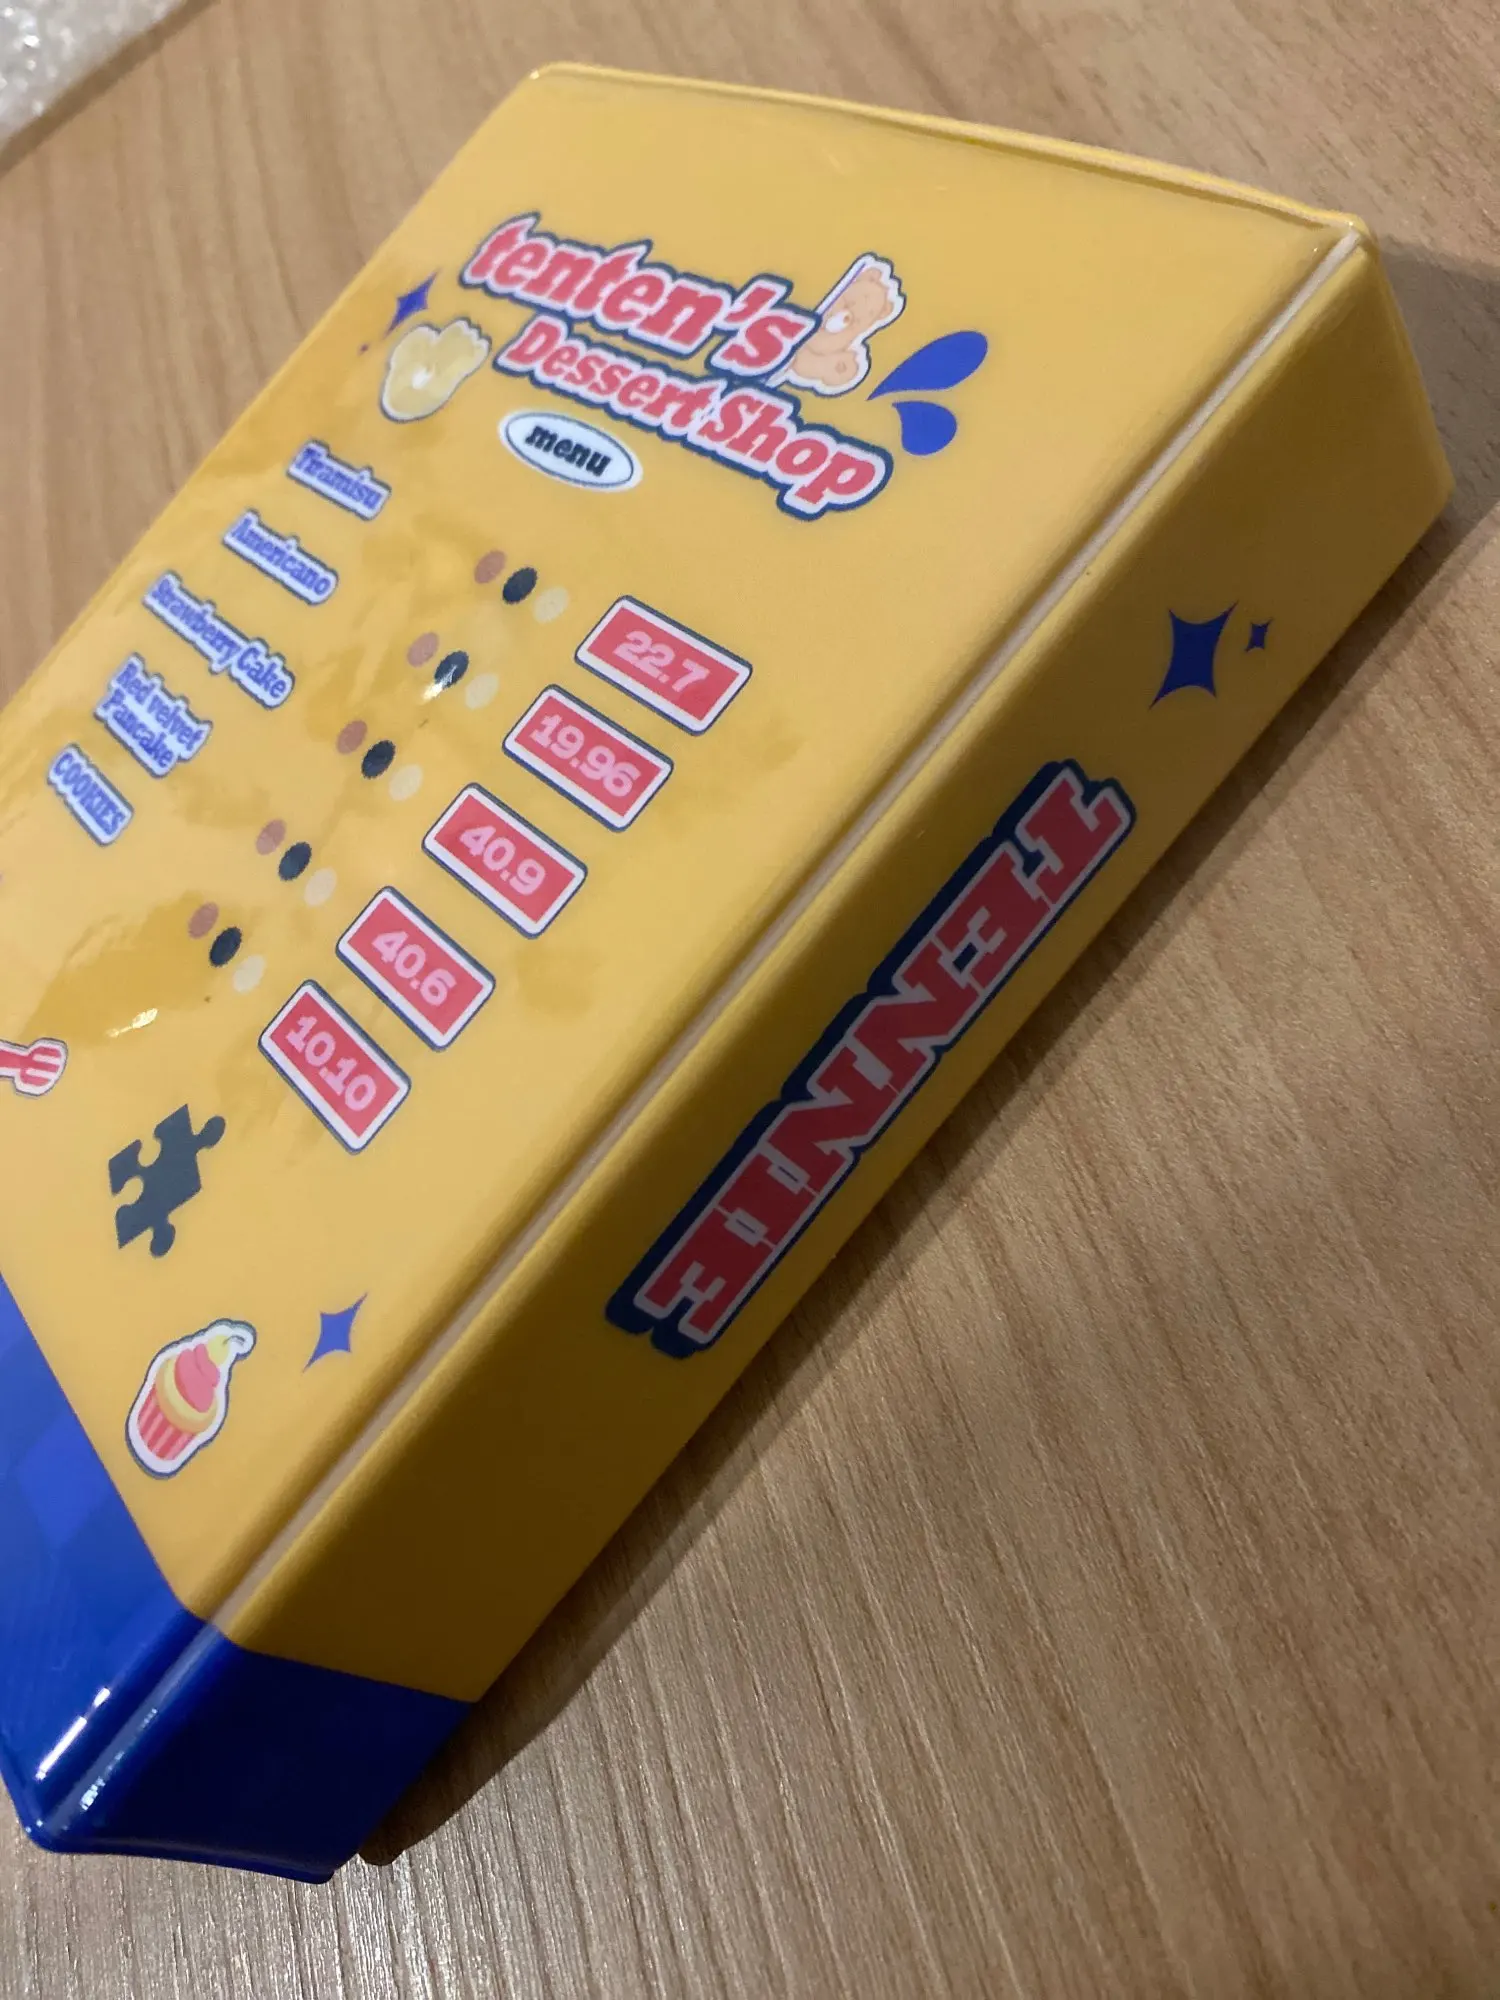 tenten's
Dessert Shop
menu
Tiramisu 22.7
Americano 19.96
Strawberry Cake 40.9
Red velvet
Pancake 40.6
COOKIES 10.10
TENNIE